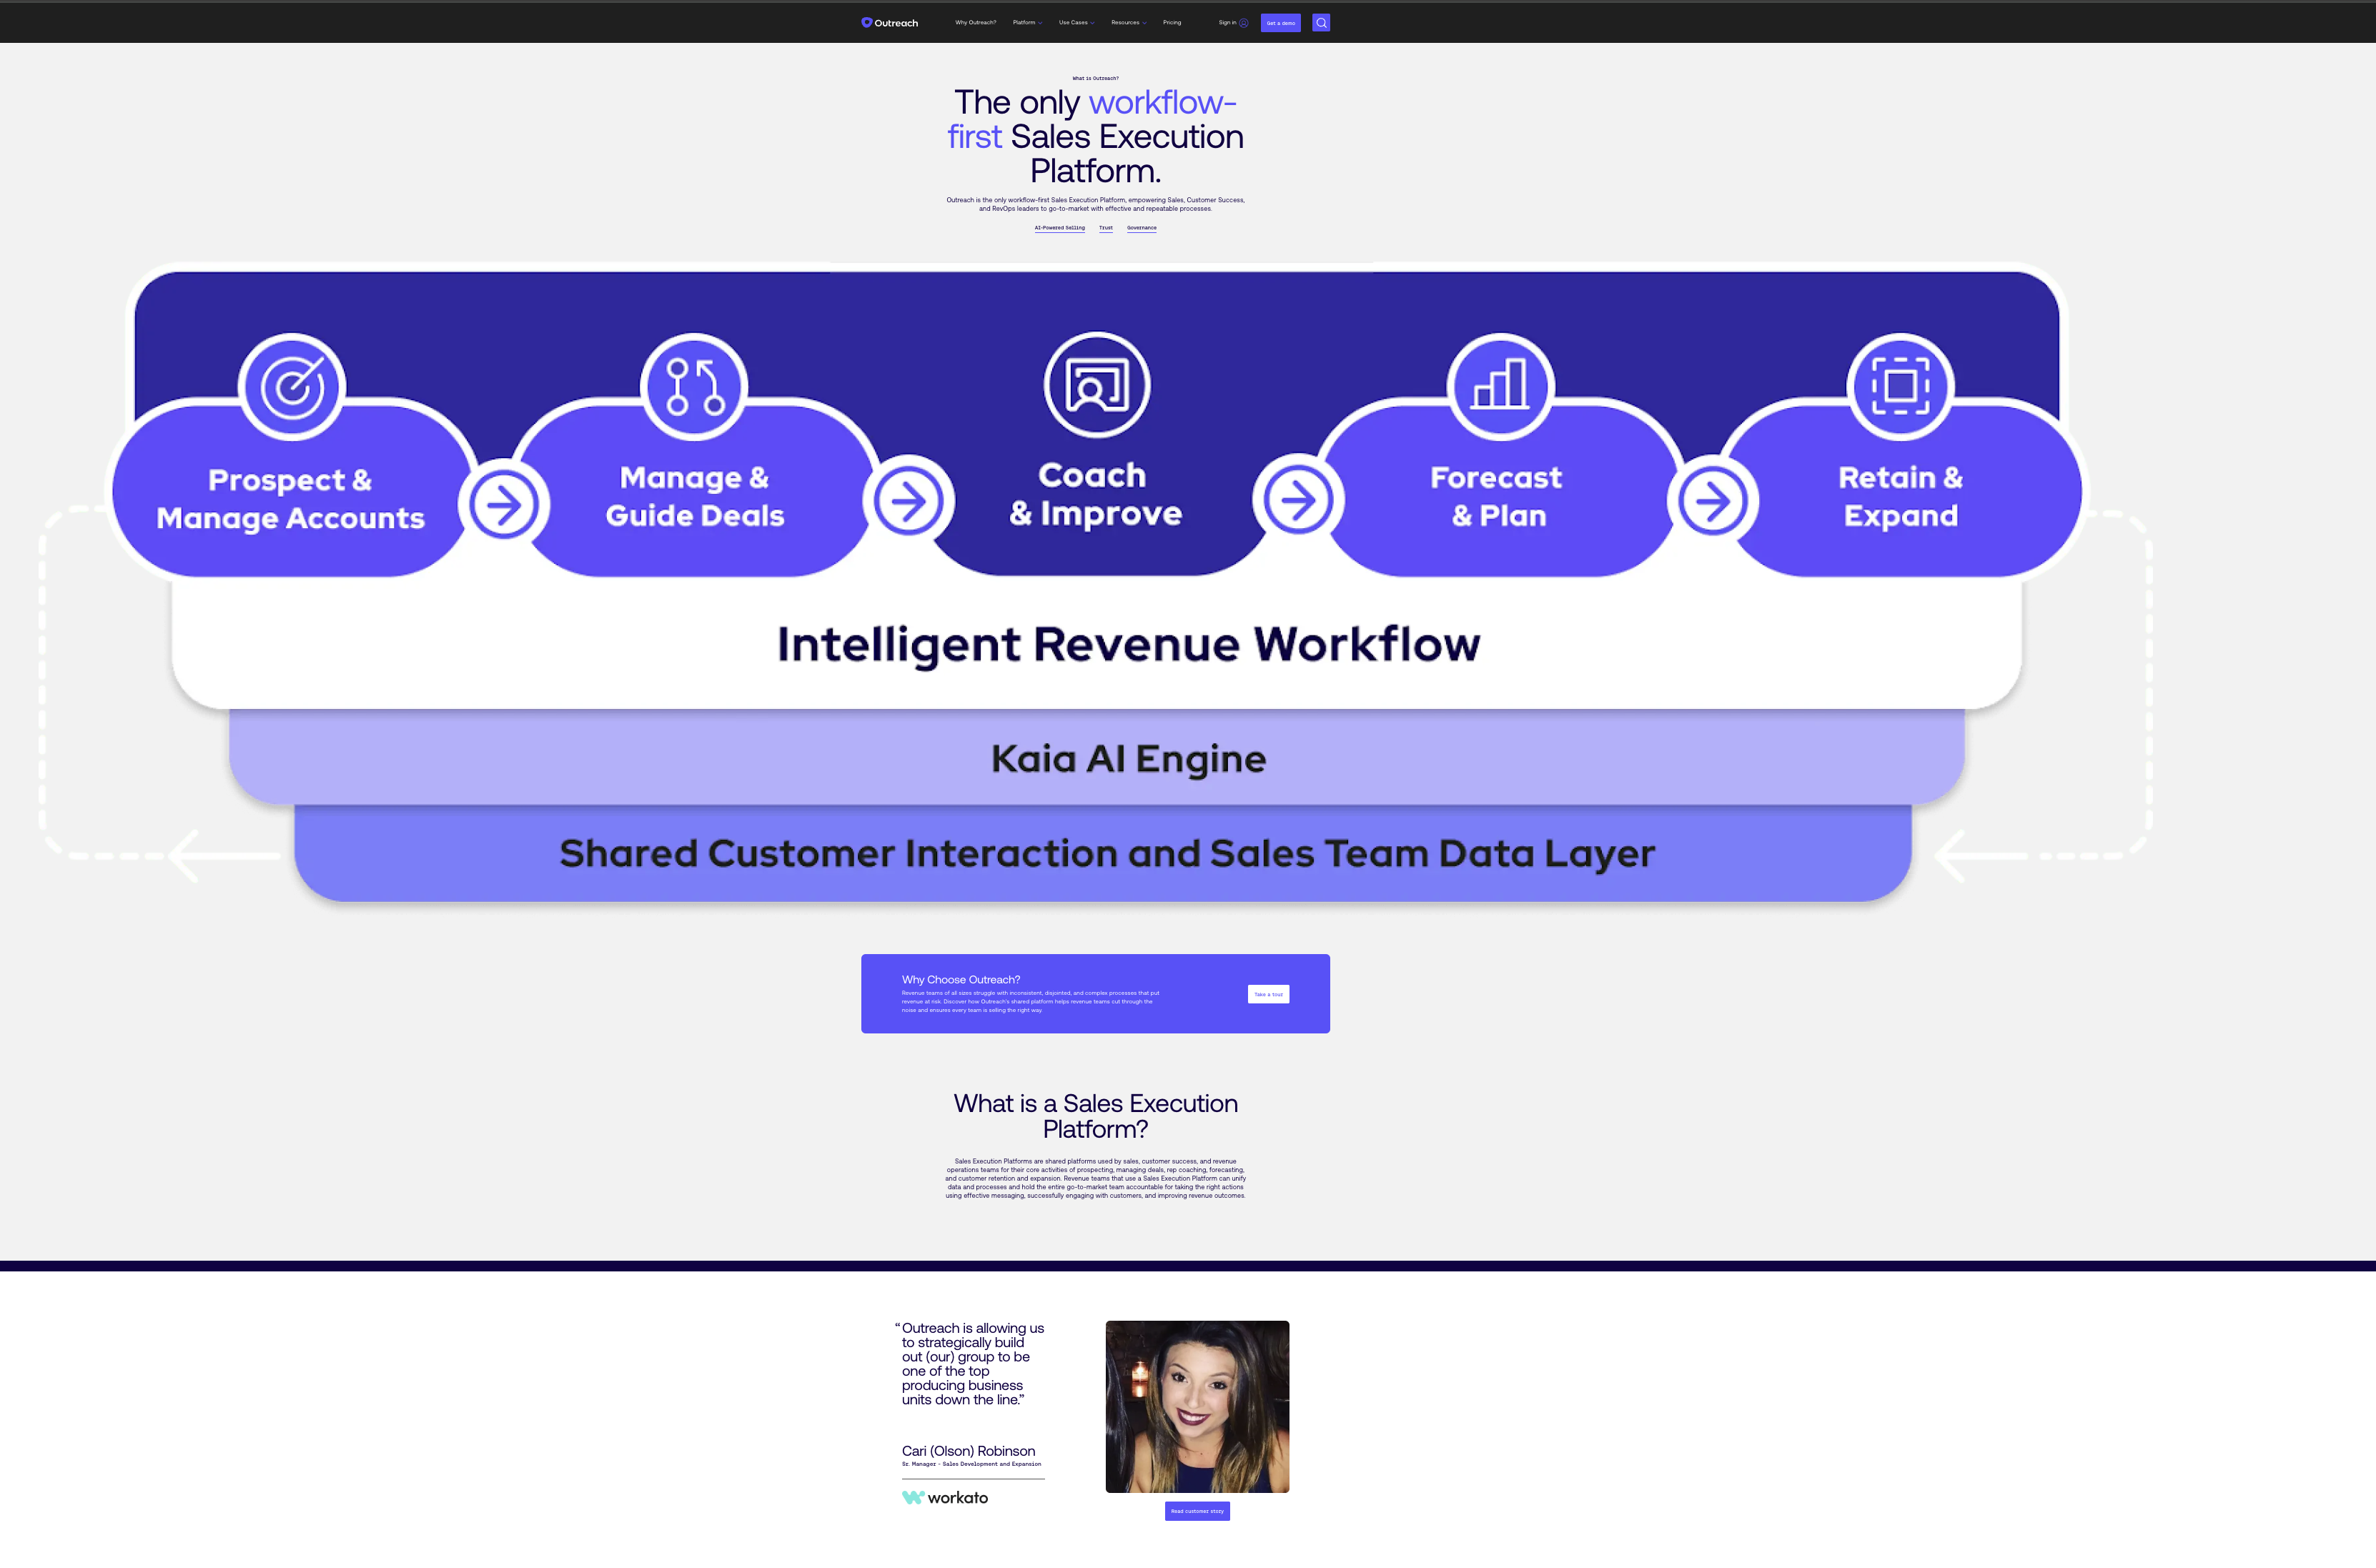 Outreach
Why Outreach?
Platform
Use Cases
Resources
Pricing
Sign in
Get a demo
What is Outreach?
The only workflow-
first Sales Execution
Platform.
Outreach is the only workflow-first Sales Execution Platform, empowering Sales, Customer Success,
and RevOps leaders to go-to-market with effective and repeatable processes.
AI-Powered Selling
Trust
Governance
Prospect &
Manage Accounts
Manage &
Guide Deals
Coach
& Improve
Forecast
& Plan
Retain &
Expand
Intelligent Revenue Workflow
Kaia AI Engine
Shared Customer Interaction and Sales Team Data Layer
Why Choose Outreach?
Revenue teams of all sizes struggle with inconsistent, disjointed, and complex processes that put
revenue at risk. Discover how Outreach's shared platform helps revenue teams cut through the
noise and ensures every team is selling the right way.
Take a tour
What is a Sales Execution
Platform?
Sales Execution Platforms are shared platforms used by sales, customer success, and revenue
operations teams for their core activities of prospecting, managing deals, rep coaching, forecasting,
and customer retention and expansion. Revenue teams that use a Sales Execution Platform can unify
data and processes and hold the entire go-to-market team accountable for taking the right actions
using effective messaging, successfully engaging with customers, and improving revenue outcomes.
“Outreach is allowing us
to strategically build
out (our) group to be
one of the top
producing business
units down the line.”
Cari (Olson) Robinson
Sr. Manager - Sales Development and Expansion
workato
Read customer story